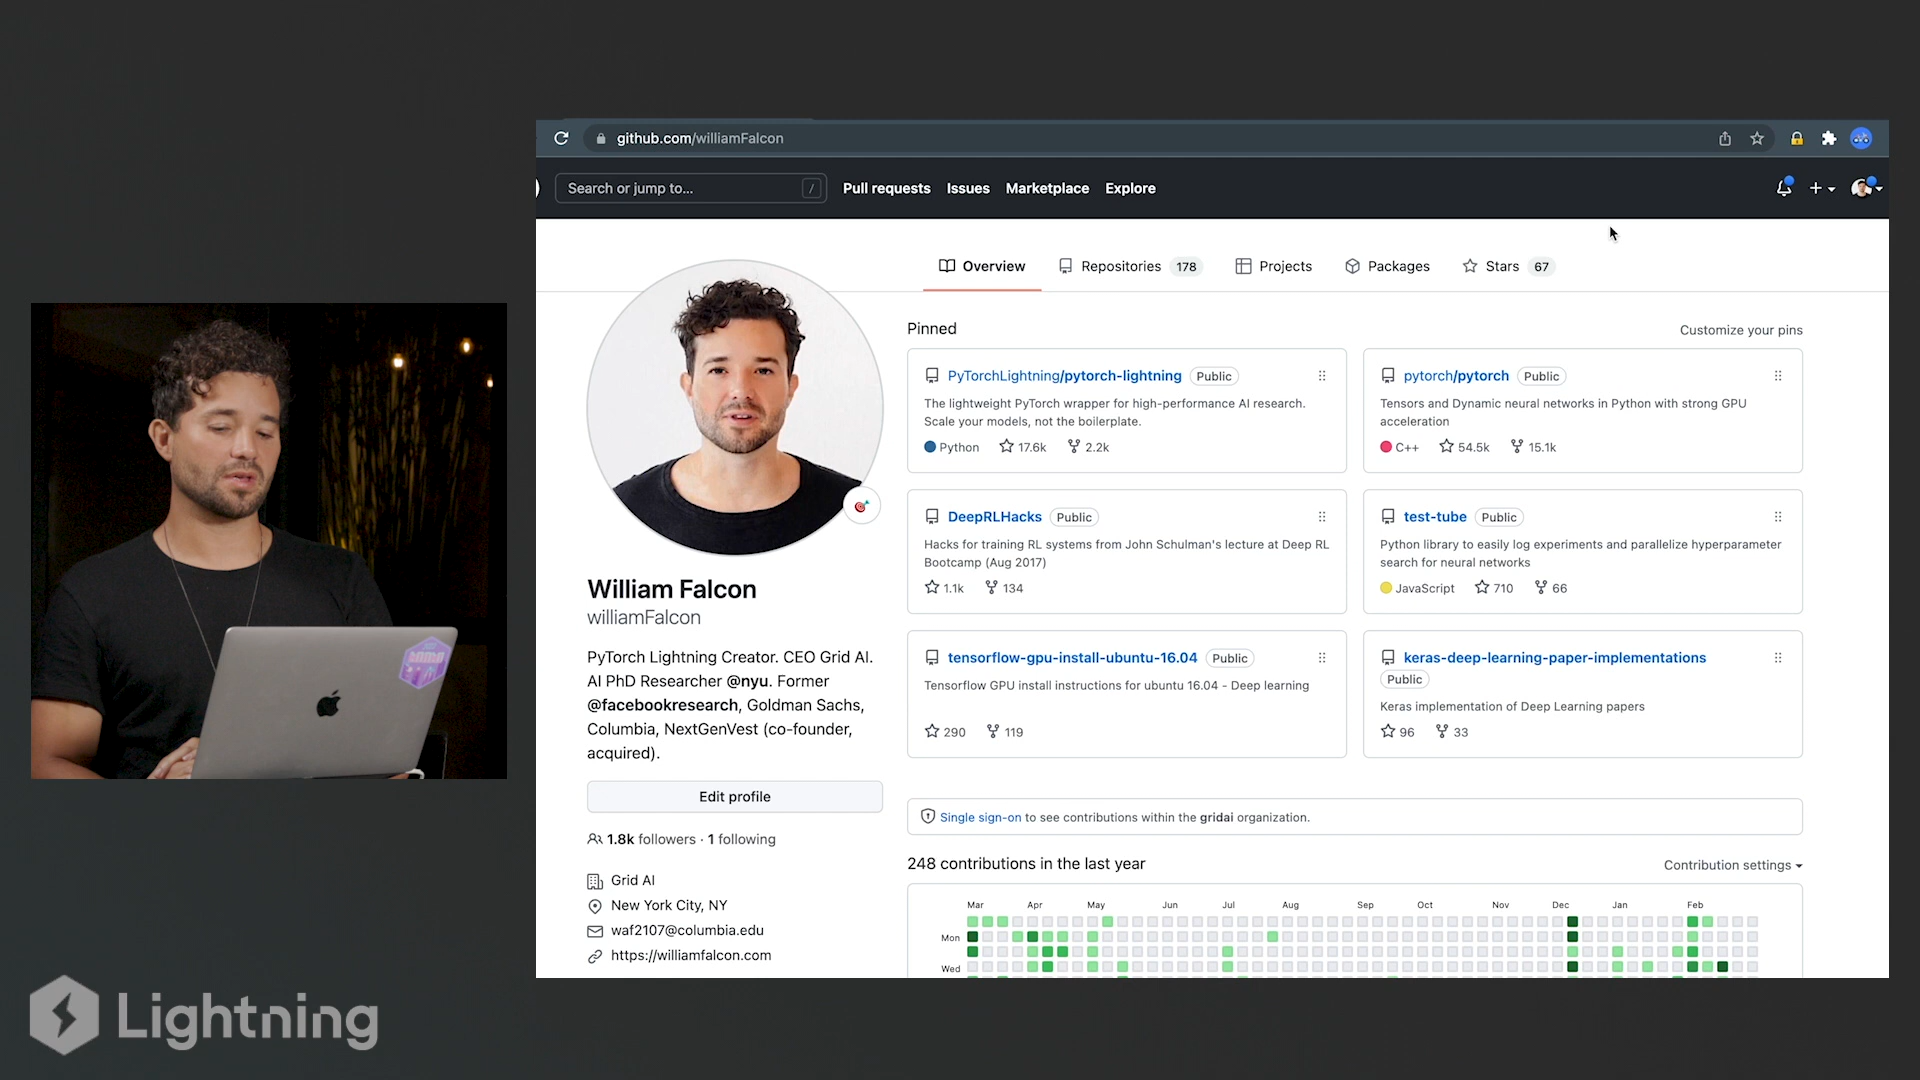 github.com/williamFalcon
Search or jump to... /
Pull requests Issues Marketplace Explore
Overview Repositories 178 Projects Packages Stars 67
Pinned
Customize your pins
PyTorchLightning/pytorch-lightning Public
The lightweight PyTorch wrapper for high-performance AI research.
Scale your models, not the boilerplate.
Python 17.6k 2.2k
pytorch/pytorch Public
Tensors and Dynamic neural networks in Python with strong GPU
acceleration
C++ 54.5k 15.1k
DeepRLHacks Public
Hacks for training RL systems from John Schulman's lecture at Deep RL
Bootcamp (Aug 2017)
1.1k 134
test-tube Public
Python library to easily log experiments and parallelize hyperparameter
search for neural networks
JavaScript 710 66
tensorflow-gpu-install-ubuntu-16.04 Public
Tensorflow GPU install instructions for ubuntu 16.04 - Deep learning
290 119
keras-deep-learning-paper-implementations
Public
Keras implementation of Deep Learning papers
96 33
William Falcon
williamFalcon
PyTorch Lightning Creator. CEO Grid AI.
AI PhD Researcher @nyu. Former
@facebookresearch, Goldman Sachs,
Columbia, NextGenVest (co-founder,
acquired).
Edit profile
1.8k followers · 1 following
Grid AI
New York City, NY
waf2107@columbia.edu
https://williamfalcon.com
Single sign-on to see contributions within the gridai organization.
248 contributions in the last year
Contribution settings
Mar Apr May Jun Jul Aug Sep Oct Nov Dec Jan Feb
Mon
Wed
Lightning